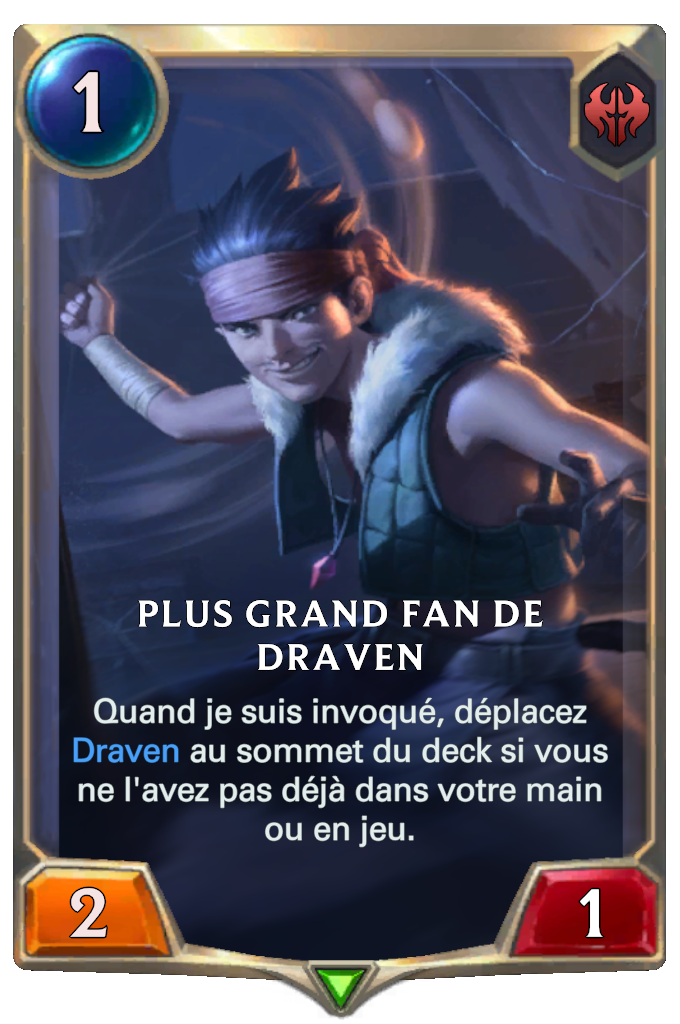 1
PLUS GRAND FAN DE
DRAVEN
Quand je suis invoqué, déplacez
Draven au sommet du deck si vous
ne l'avez pas déjà dans votre main
ou en jeu.
2
1